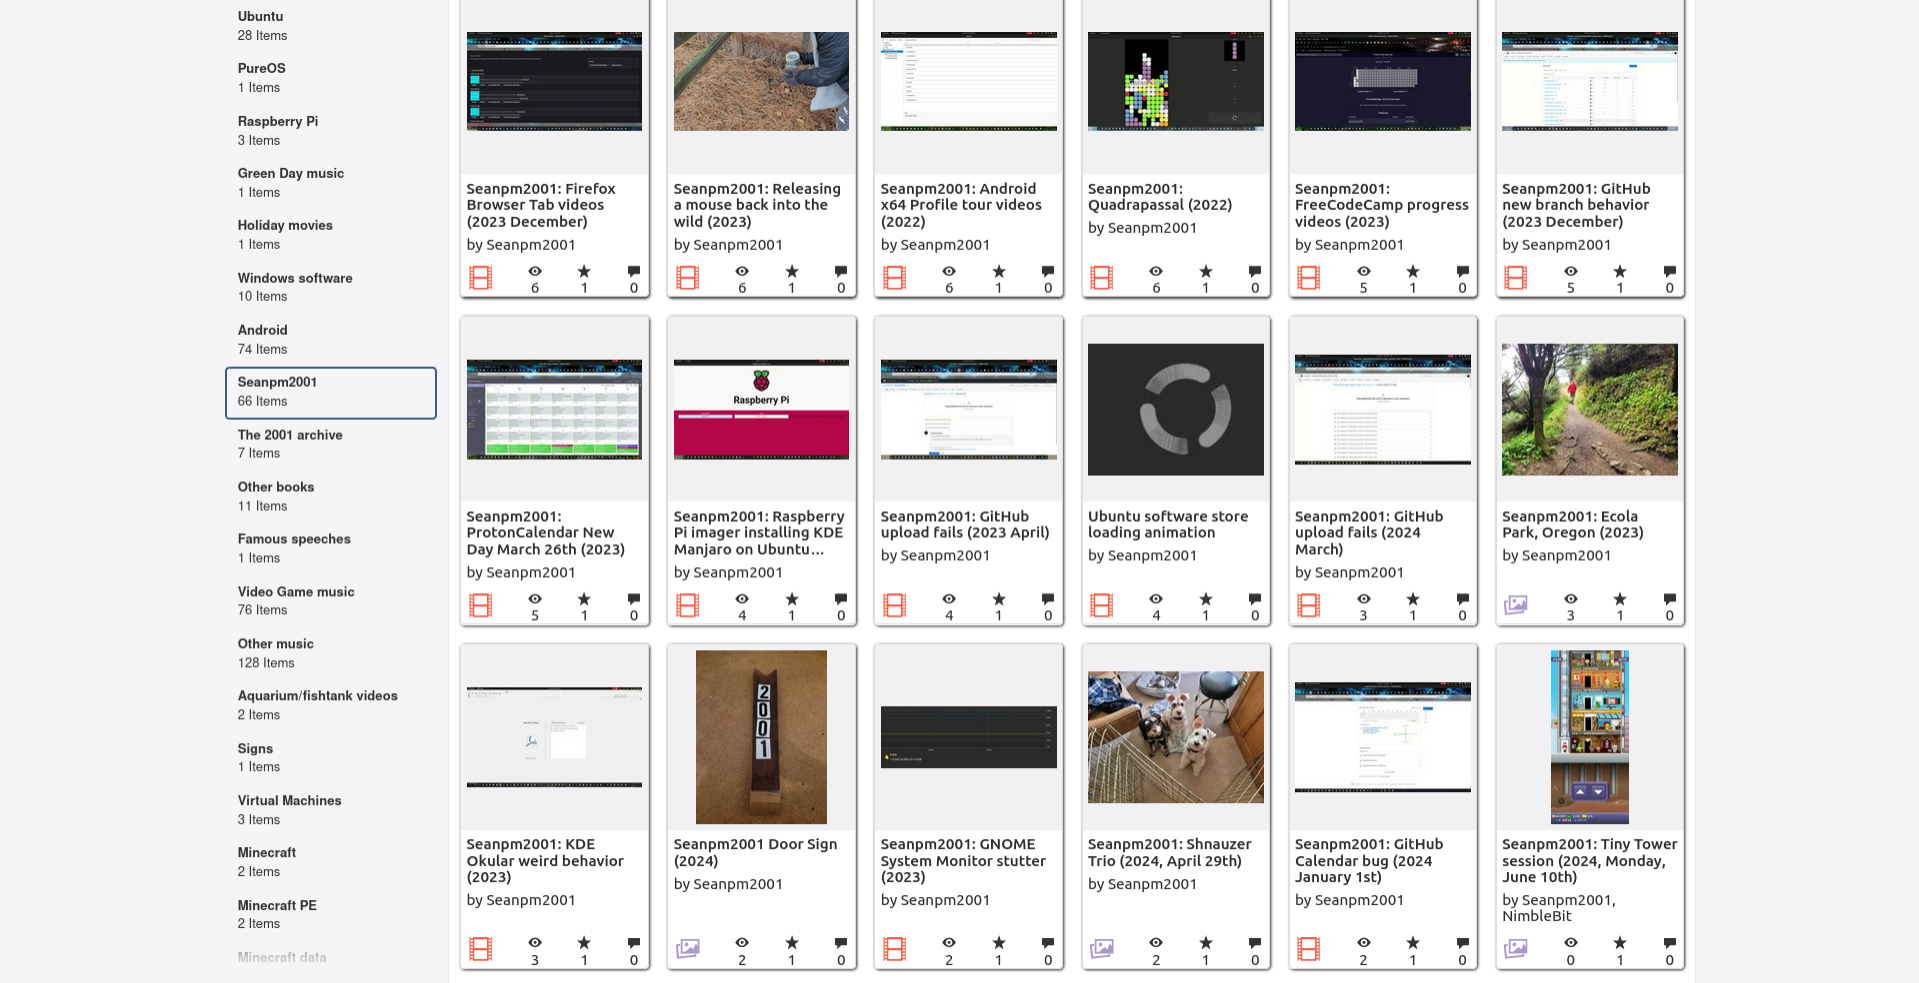 Ubuntu
28 Items
PureOS
1 Items
Raspberry Pi
3 Items
Green Day music
1 Items
Holiday movies
1 Items
Windows software
10 Items
Android
74 Items
Seanpm2001
66 Items
The 2001 archive
7 Items
Other books
11 Items
Famous speeches
1 Items
Video Game music
76 Items
Other music
128 Items
Aquarium/fishtank videos
2 Items
Signs
1 Items
Virtual Machines
3 Items
Minecraft
2 Items
Minecraft PE
2 Items
Minecraft data
Seanpm2001: Firefox
Browser Tab videos
(2023 December)
by Seanpm2001
6 1 0
Seanpm2001: Releasing
a mouse back into the
wild (2023)
by Seanpm2001
6 1 0
Seanpm2001: Android
x64 Profile tour videos
(2022)
by Seanpm2001
6 1 0
Seanpm2001:
Quadrapassal (2022)
by Seanpm2001
6 1 0
Seanpm2001:
FreeCodeCamp progress
videos (2023)
by Seanpm2001
5 1 0
Seanpm2001: GitHub
new branch behavior
(2023 December)
by Seanpm2001
5 1 0
Seanpm2001:
ProtonCalendar New
Day March 26th (2023)
by Seanpm2001
5 1 0
Raspberry Pi
Seanpm2001: Raspberry
Pi imager installing KDE
Manjaro on Ubuntu...
by Seanpm2001
4 1 0
Seanpm2001: GitHub
upload fails (2023 April)
by Seanpm2001
4 1 0
Ubuntu software store
loading animation
by Seanpm2001
4 1 0
Seanpm2001: GitHub
upload fails (2024
March)
by Seanpm2001
3 1 0
Seanpm2001: Ecola
Park, Oregon (2023)
by Seanpm2001
3 1 0
Seanpm2001: KDE
Okular weird behavior
(2023)
by Seanpm2001
3 1 0
2001
Seanpm2001 Door Sign
(2024)
by Seanpm2001
2 1 0
Seanpm2001: GNOME
System Monitor stutter
(2023)
by Seanpm2001
2 1 0
Seanpm2001: Shnauzer
Trio (2024, April 29th)
by Seanpm2001
2 1 0
Seanpm2001: GitHub
Calendar bug (2024
January 1st)
by Seanpm2001
2 1 0
Seanpm2001: Tiny Tower
session (2024, Monday,
June 10th)
by Seanpm2001,
NimbleBit
0 1 0